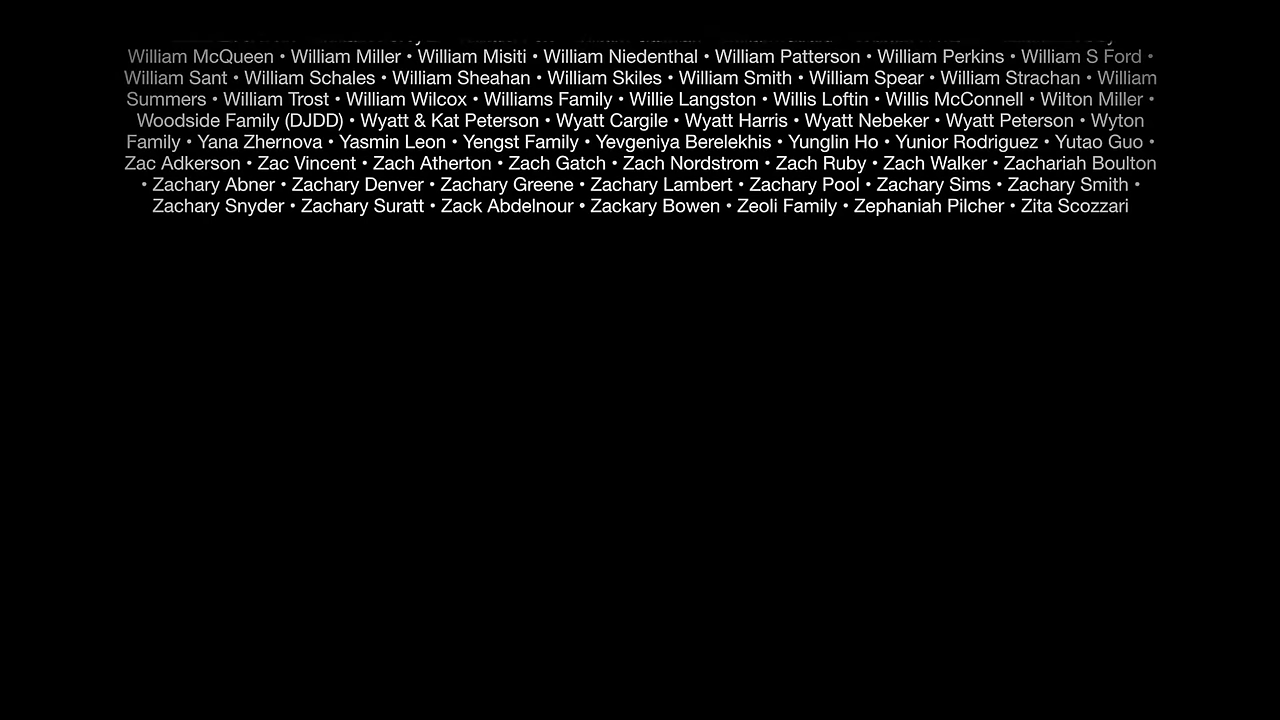 William McQueen • William Miller • William Misiti • William Niedenthal • William Patterson • William Perkins • William S Ford •
William Sant • William Schales • William Sheahan • William Skiles • William Smith • William Spear • William Strachan • William
Summers • William Trost • William Wilcox • Williams Family • Willie Langston • Willis Loftin • Willis McConnell • Wilton Miller •
Woodside Family (DJDD) • Wyatt & Kat Peterson • Wyatt Cargile • Wyatt Harris • Wyatt Nebeker • Wyatt Peterson • Wyton
Family • Yana Zhernova • Yasmin Leon • Yengst Family • Yevgeniya Berelekhis • Yunglin Ho • Yunior Rodriguez • Yutao Guo •
Zac Adkerson • Zac Vincent • Zach Atherton • Zach Gatch • Zach Nordstrom • Zach Ruby • Zach Walker • Zachariah Boulton
• Zachary Abner • Zachary Denver • Zachary Greene • Zachary Lambert • Zachary Pool • Zachary Sims • Zachary Smith •
Zachary Snyder • Zachary Suratt • Zack Abdelnour • Zackary Bowen • Zeoli Family • Zephaniah Pilcher • Zita Scozzari